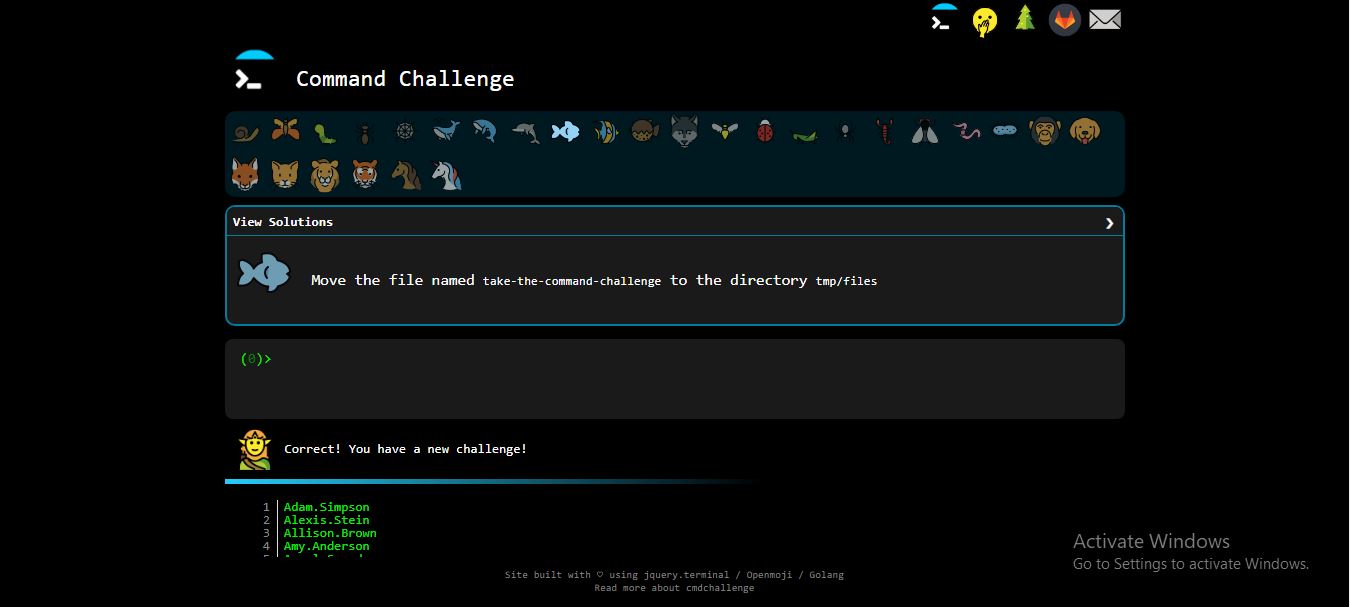 Command Challenge
View Solutions
Move the file named take-the-command-challenge to the directory tmp/files
(0)>
Correct! You have a new challenge!
1 Adam.Simpson
2 Alexis.Stein
3 Allison.Brown
4 Amy.Anderson
Activate Windows
Go to Settings to activate Windows.
Site built with ♡ using jquery.terminal / Openmoji / Golang
Read more about cmdchallenge